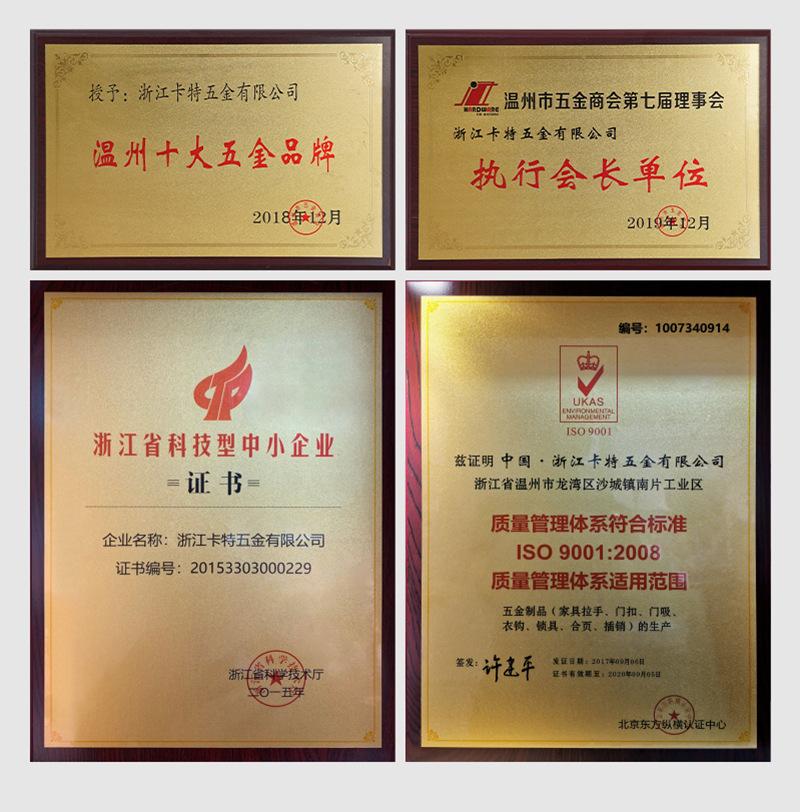 授予：浙江卡特五金有限公司
温州十大五金品牌
2018年12月
HARDWARE
温州市五金商会第七届理事会
浙江卡特五金有限公司
执行会长单位
2019年12月
浙江省科技型中小企业
证书
企业名称：浙江卡特五金有限公司
证书编号：20153303000229
浙江省科学技术厅
二〇一五年
编号：1007340914
UKAS
ENVIRONMENTAL
MANAGEMENT
ISO 9001
兹证明 中国·浙江卡特五金有限公司
浙江省温州市龙湾区沙城镇南片工业区
质量管理体系符合标准
ISO 9001:2008
质量管理体系适用范围
五金制品（家具拉手、门扣、门吸、
衣钩、锁具、合页、插销）的生产
签发：许建平
发证日期：2017年09月06日
证书有效期至：2020年09月05日
北京东方纵横认证中心